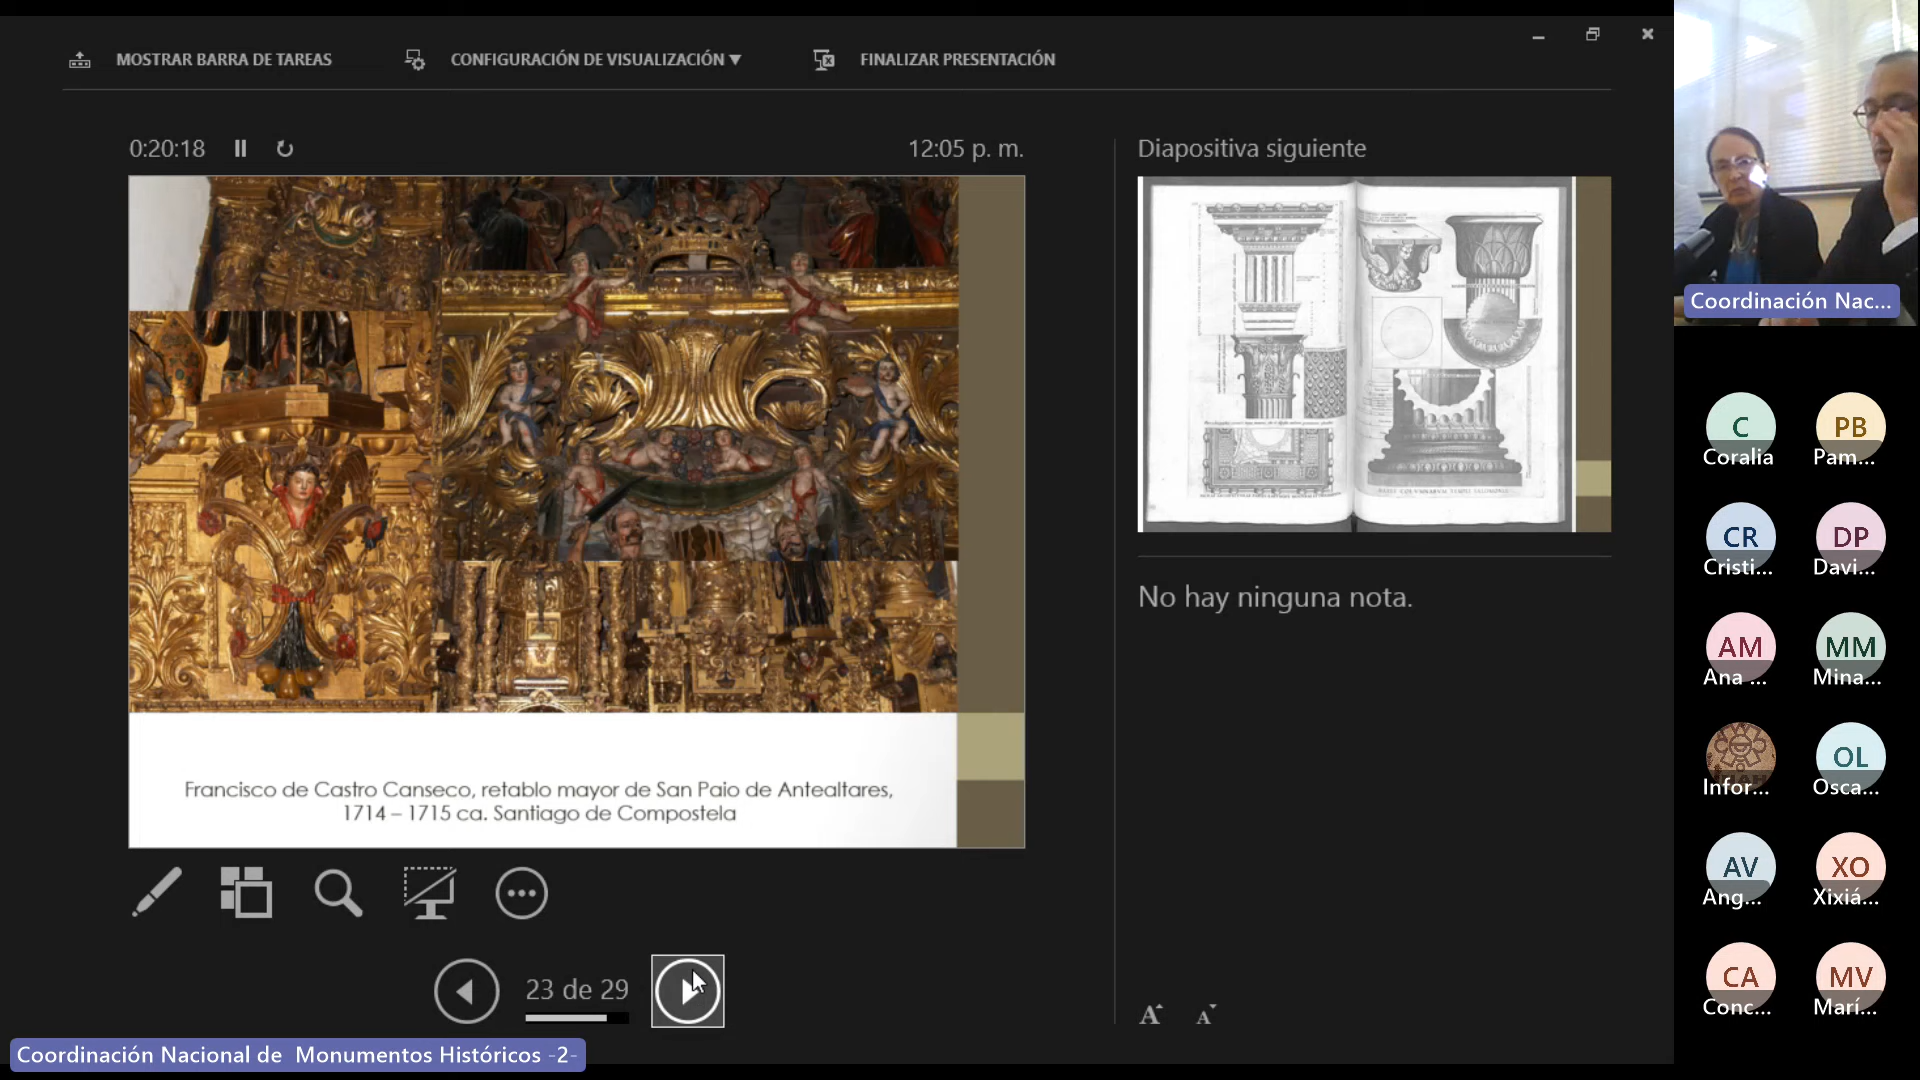 MOSTRAR BARRA DE TAREAS
CONFIGURACIÓN DE VISUALIZACIÓN ▼
FINALIZAR PRESENTACIÓN
0:20:18
12:05 p. m.
Diapositiva siguiente
Francisco de Castro Canseco, retablo mayor de San Paio de Antealtares,
1714 – 1715 ca. Santiago de Compostela
No hay ninguna nota.
23 de 29
A A
Coordinación Nacional de Monumentos Históricos -2-
Coordinación Nac...
C
Coralia
PB
Pam...
CR
Cristi...
DP
Davi...
AM
Ana ...
MM
Mina...
Infor...
OL
Osca...
AV
Ang...
XO
Xixiá...
CA
Conc...
MV
Marí...